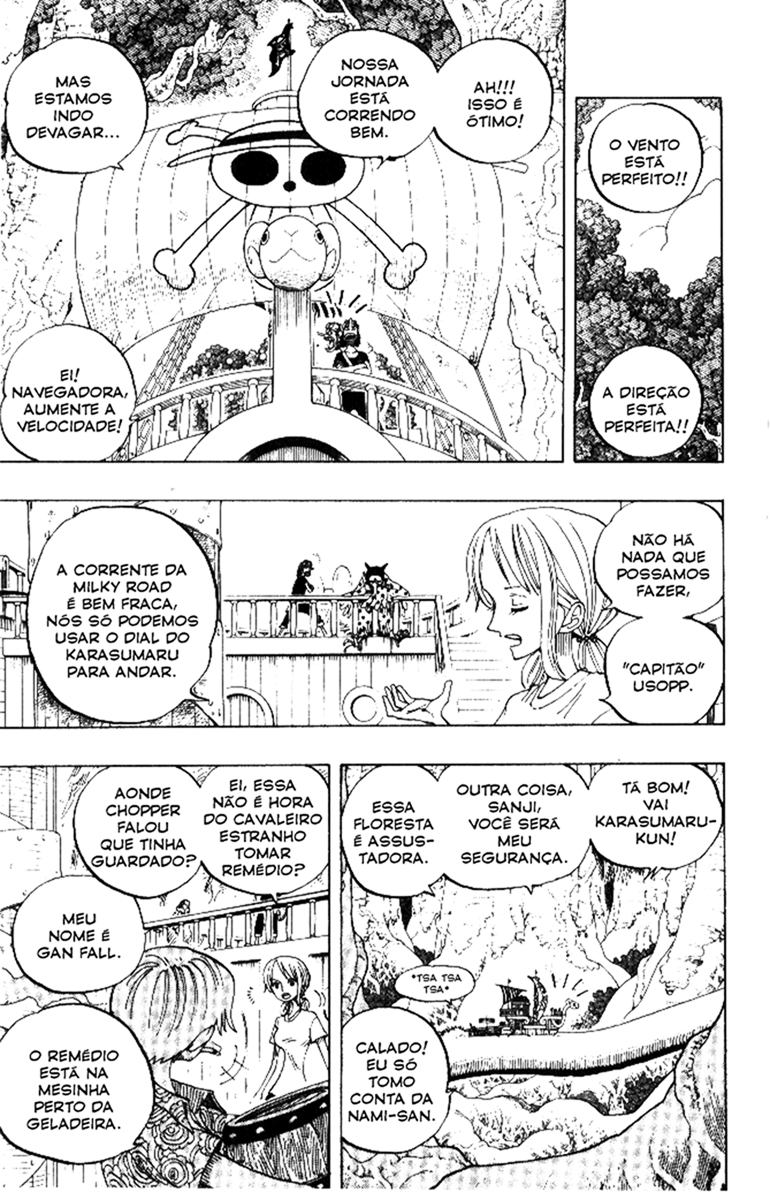 O VENTO
ESTÁ
PERFEITO!!
A DIREÇÃO
ESTÁ
PERFEITA!!
AH!!!
ISSO É
ÓTIMO!
NOSSA
JORNADA
ESTÁ
CORRENDO
BEM.
MAS
ESTAMOS
INDO
DEVAGAR...
EI!
NAVEGADORA,
AUMENTE A
VELOCIDADE!
NÃO HÁ
NADA QUE
POSSAMOS
FAZER,
"CAPITÃO"
USOPP.
A CORRENTE DA
MILKY ROAD
É BEM FRACA,
NÓS SÓ PODEMOS
USAR O DIAL DO
KARASUMARU
PARA ANDAR.
TÁ BOM!
VAI
KARASUMARU-
KUN!
OUTRA COISA,
SANJI,
VOCÊ SERÁ
MEU
SEGURANÇA.
ESSA
FLORESTA
É ASSUS-
TADORA.
*TSA TSA
TSA*
CALADO!
EU SÓ
TOMO
CONTA DA
NAMI-SAN.
EI, ESSA
NÃO É HORA
DO CAVALEIRO
ESTRANHO
TOMAR
REMÉDIO?
AONDE
CHOPPER
FALOU
QUE TINHA
GUARDADO?
MEU
NOME É
GAN FALL.
O REMÉDIO
ESTÁ NA
MESINHA
PERTO DA
GELADEIRA.